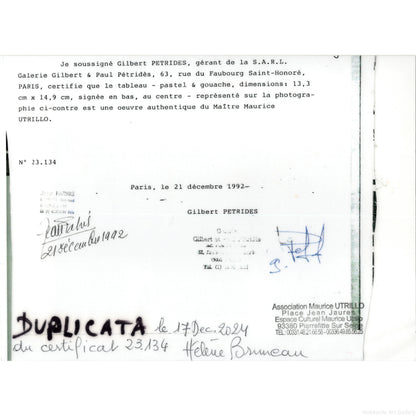 Je soussigné Gilbert PETRIDES, gérant de la S.A.R.L.
Galerie Gilbert & Paul Pétridès, 63, rue du Faubourg Saint-Honoré,
PARIS, certifie que le tableau - pastel & gouache, dimensions: 13,3
cm x 14,9 cm, signée en bas, au centre - représenté sur la photogra-
phie ci-contre est une oeuvre authentique du Maître Maurice
UTRILLO.
N° 23.134
Paris, le 21 décembre 1992-
Gilbert PETRIDES
21 décembre 1992
Association Maurice UTRILLO
Place Jean Jaures
Espace Culturel Maurice Utrillo
93380 Pierrefitte Sur Seine
DUPLICATA le 17 Dec. 2024
du certificat 23.134 Hélène Bruneau